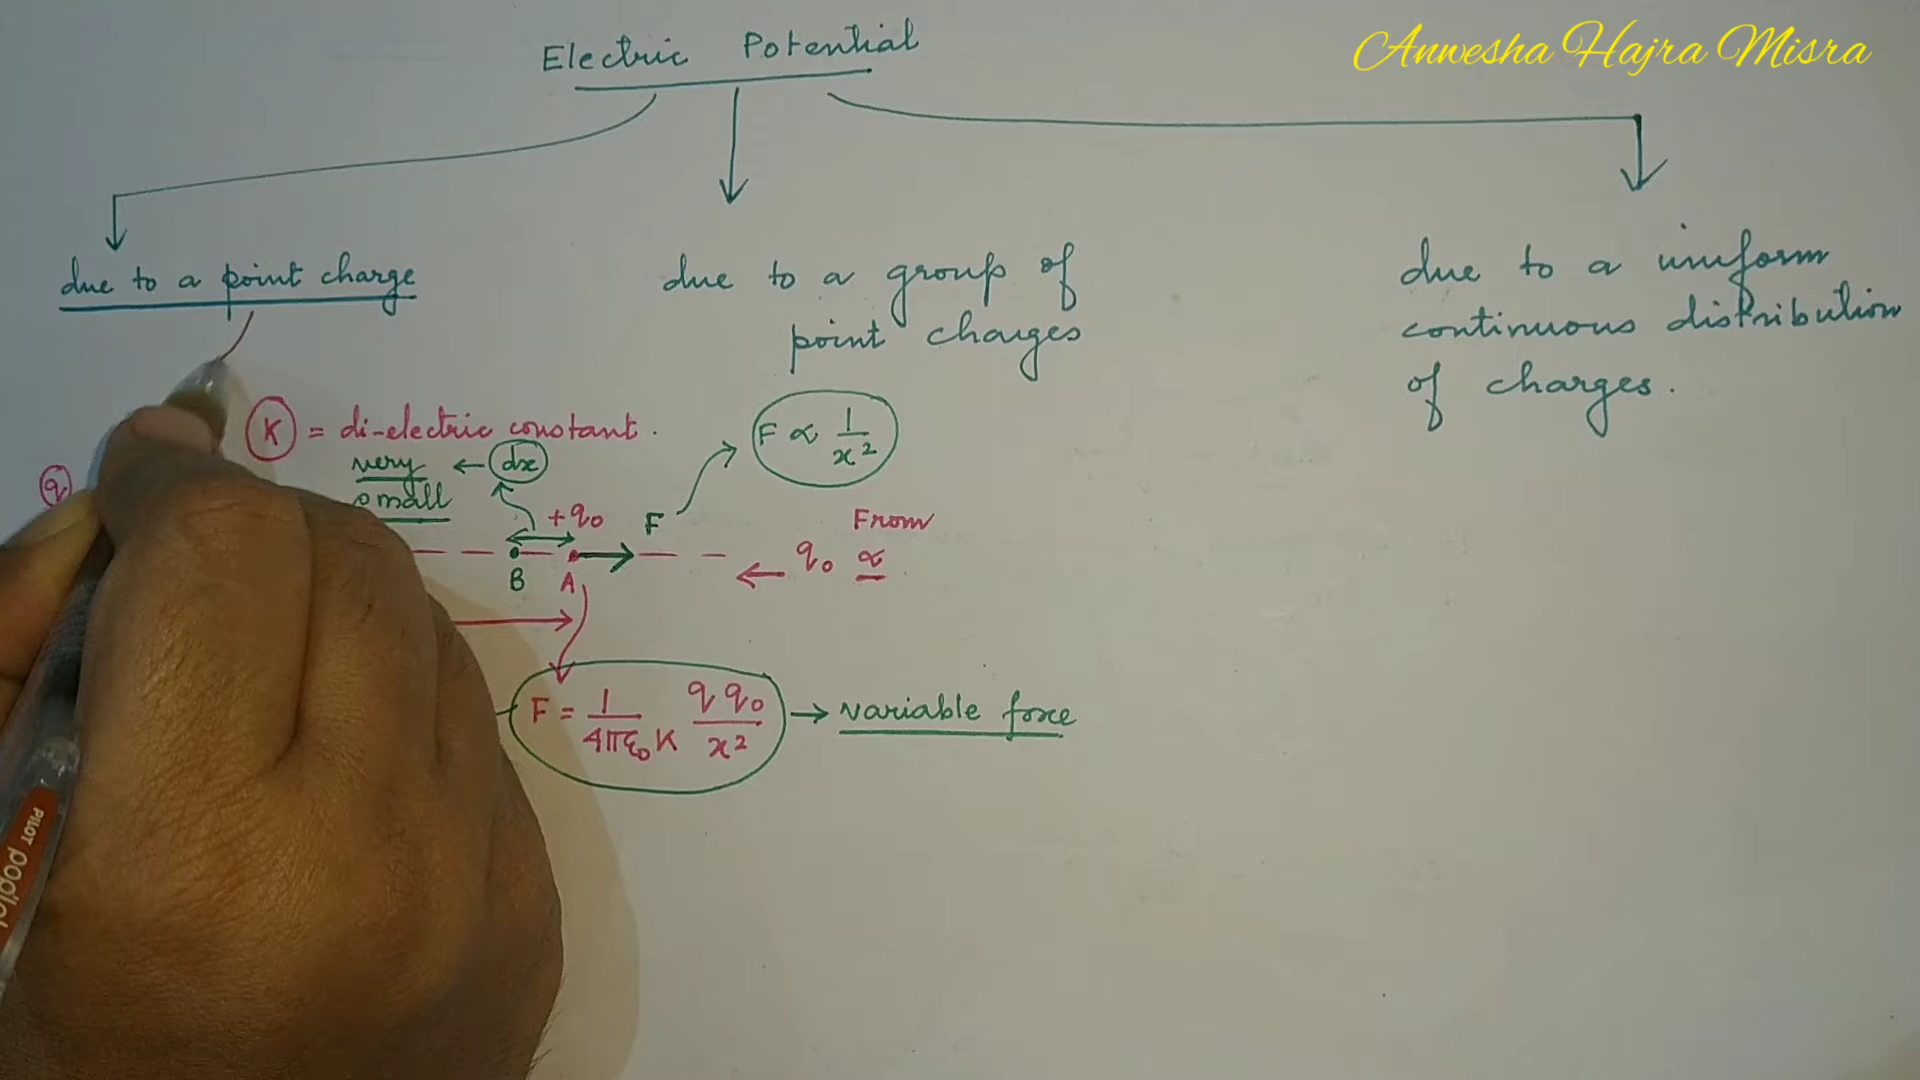 Anwesha Hajra Misra
Electric Potential
due to a point charge
due to a group of
point charges
due to a uniform
continuous distribution
of charges.
K = di-electric constant.
very ← dx
small
F ∝ 1/x²
q
+q₀
F
From
B
A
← q₀ ∝
F = 1/4πε₀K qq₀/x² → variable force
PILOT